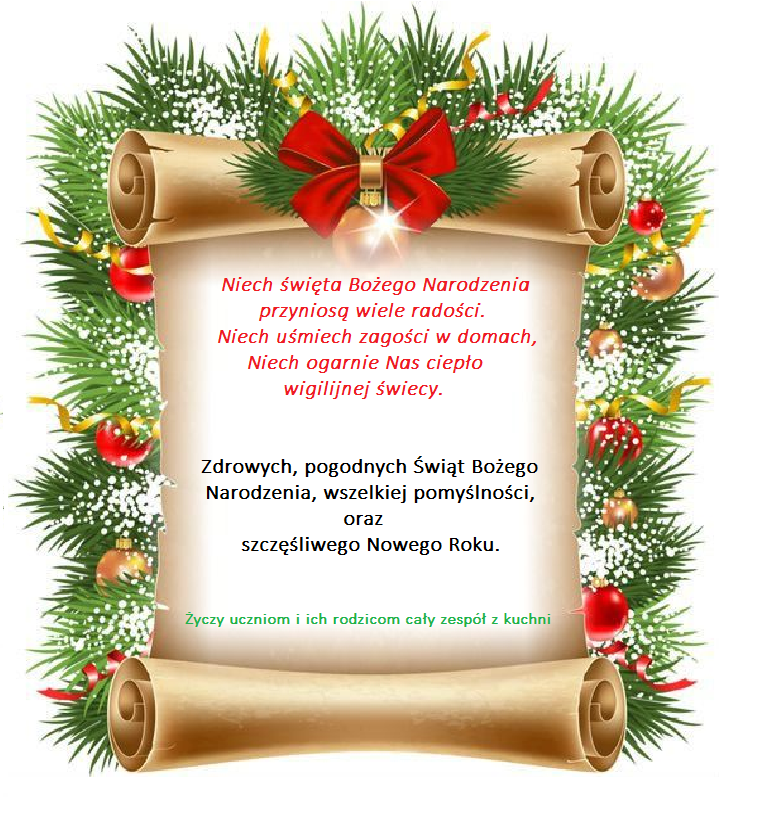 Niech święta Bożego Narodzenia
przyniosą wiele radości.
Niech uśmiech zagości w domach,
Niech ogarnie Nas ciepło
wigilijnej świecy.
Zdrowych, pogodnych Świąt Bożego
Narodzenia, wszelkiej pomyślności,
oraz
szczęśliwego Nowego Roku.
Życzy uczniom i ich rodzicom cały zespół z kuchni